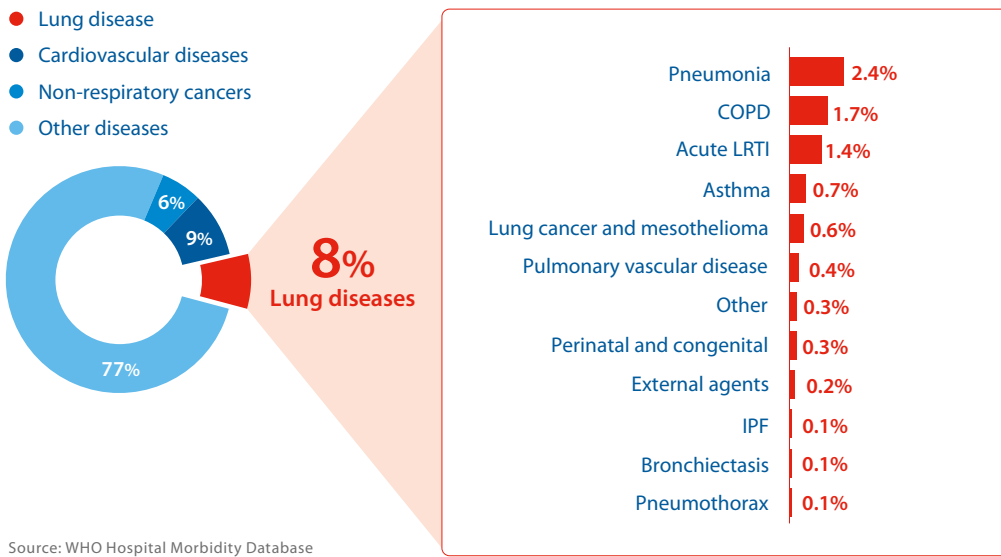 Lung disease
Cardiovascular diseases
Non-respiratory cancers
Other diseases
6%
9%
77%
8%
Lung diseases
Pneumonia 2.4%
COPD 1.7%
Acute LRTI 1.4%
Asthma 0.7%
Lung cancer and mesothelioma 0.6%
Pulmonary vascular disease 0.4%
Other 0.3%
Perinatal and congenital 0.3%
External agents 0.2%
IPF 0.1%
Bronchiectasis 0.1%
Pneumothorax 0.1%
Source: WHO Hospital Morbidity Database